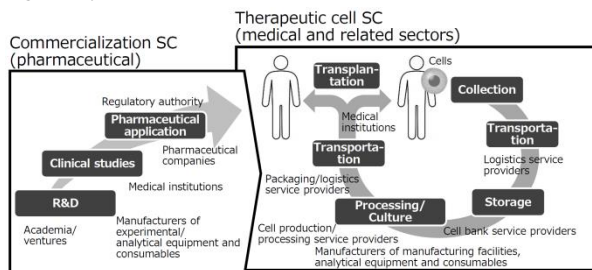 Commercialization SC
(pharmaceutical)
Regulatory authority
Pharmaceutical
application
Pharmaceutical
companies
Clinical studies
Medical institutions
R&D
Academia/
ventures
Manufacturers of
experimental/
analytical equipment and
consumables
Therapeutic cell SC
(medical and related sectors)
Transplan-
tation
Cells
Collection
Medical
institutions
Transporta-
tion
Logistics service
providers
Transporta-
tion
Packaging/logistics
service providers
Storage
Processing/
Culture
Cell bank service providers
Cell production/
processing service providers
Manufacturers of manufacturing facilities,
analytical equipment and consumables